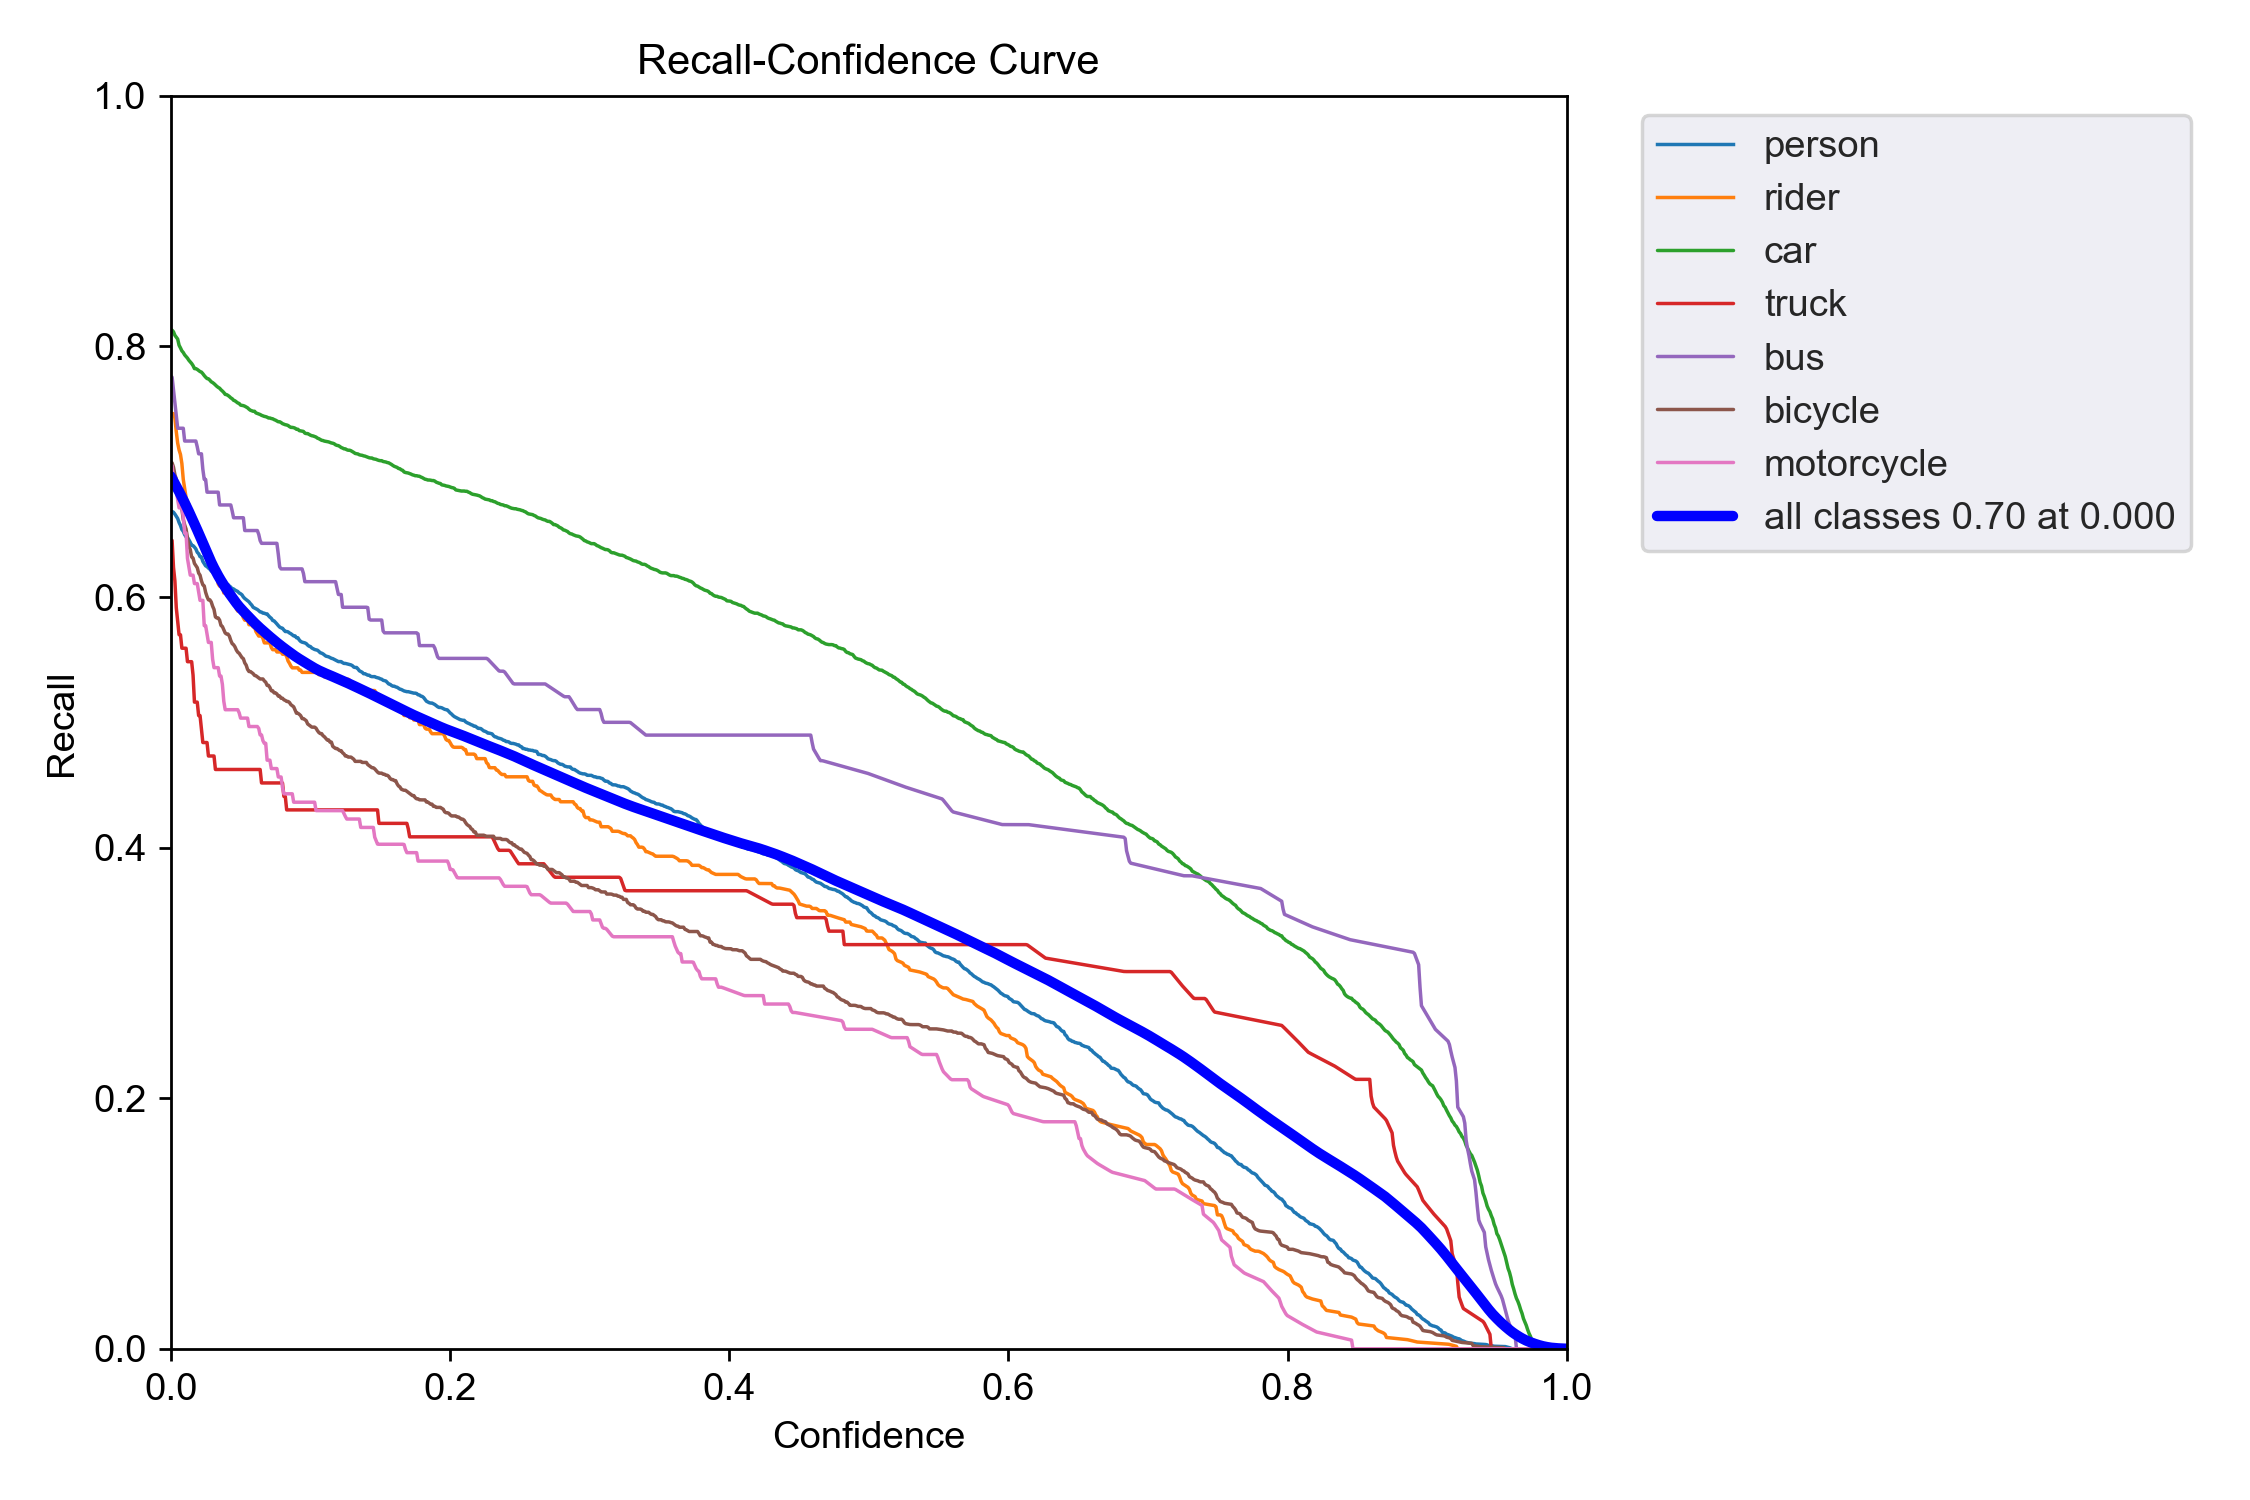 Recall-Confidence Curve
1.0
0.8
0.6
0.4
0.2
0.0
Recall
0.0 0.2 0.4 0.6 0.8 1.0
Confidence
person
rider
car
truck
bus
bicycle
motorcycle
all classes 0.70 at 0.000